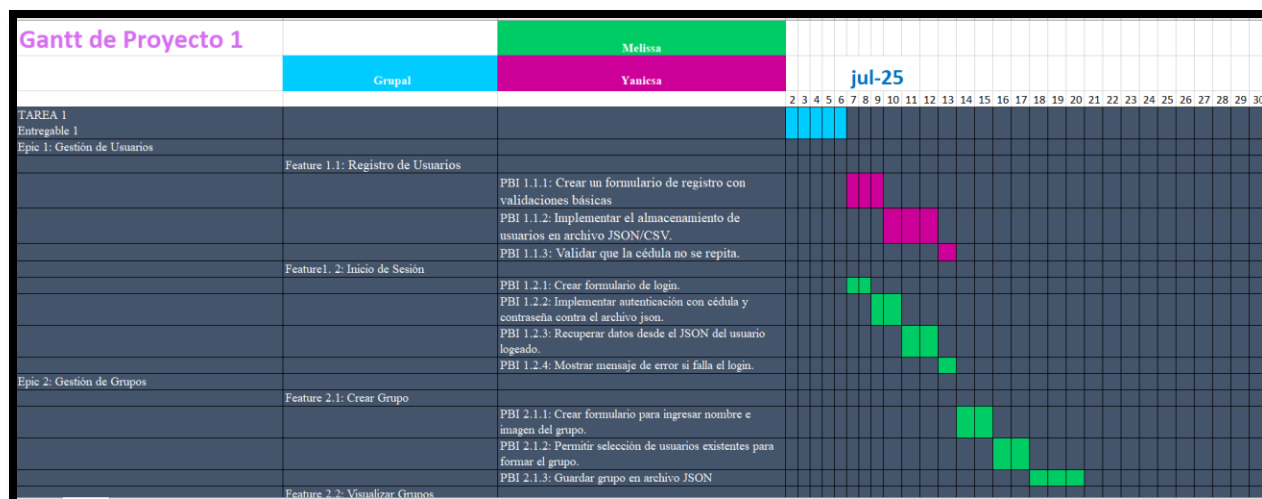 Gantt de Proyecto 1
Melissa
Grupal
Yaniesa
jul-25
2 3 4 5 6 7 8 9 10 11 12 13 14 15 16 17 18 19 20 21 22 23 24 25 26 27 28 29 30
TAREA 1
Entregable 1
Epic 1: Gestión de Usuarios
Feature 1.1: Registro de Usuarios
PBI 1.1.1: Crear un formulario de registro con
validaciones básicas
PBI 1.1.2: Implementar el almacenamiento de
usuarios en archivo JSON/CSV.
PBI 1.1.3: Validar que la cédula no se repita.
Feature1. 2: Inicio de Sesión
PBI 1.2.1: Crear formulario de login.
PBI 1.2.2: Implementar autenticación con cédula y
contraseña contra el archivo json.
PBI 1.2.3: Recuperar datos desde el JSON del usuario
logeado.
PBI 1.2.4: Mostrar mensaje de error si falla el login.
Epic 2: Gestión de Grupos
Feature 2.1: Crear Grupo
PBI 2.1.1: Crear formulario para ingresar nombre e
imagen del grupo.
PBI 2.1.2: Permitir selección de usuarios existentes para
formar el grupo.
PBI 2.1.3: Guardar grupo en archivo JSON
Feature 2.2: Visualizar Grupos